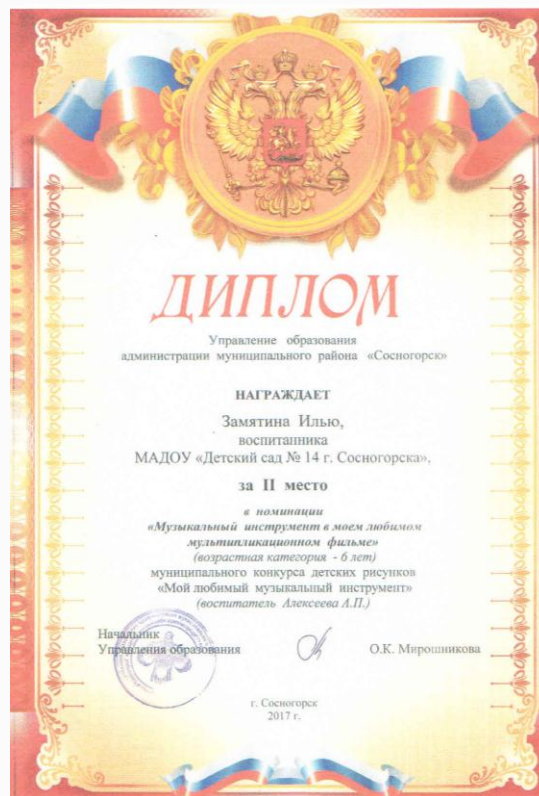 ДИПЛОМ
Управление образования
администрации муниципального района «Сосногорск»
НАГРАЖДАЕТ
Замятина Илью,
воспитанника
МАДОУ «Детский сад № 14 г. Сосногорска»,
за II место
в номинации
«Музыкальный инструмент в моем любимом
мультипликационном фильме»
(возрастная категория - 6 лет)
муниципального конкурса детских рисунков
«Мой любимый музыкальный инструмент»
(воспитатель Алексеева А.П.)
Начальник
Управления образования О.К. Мирошникова
г. Сосногорск
2017 г.